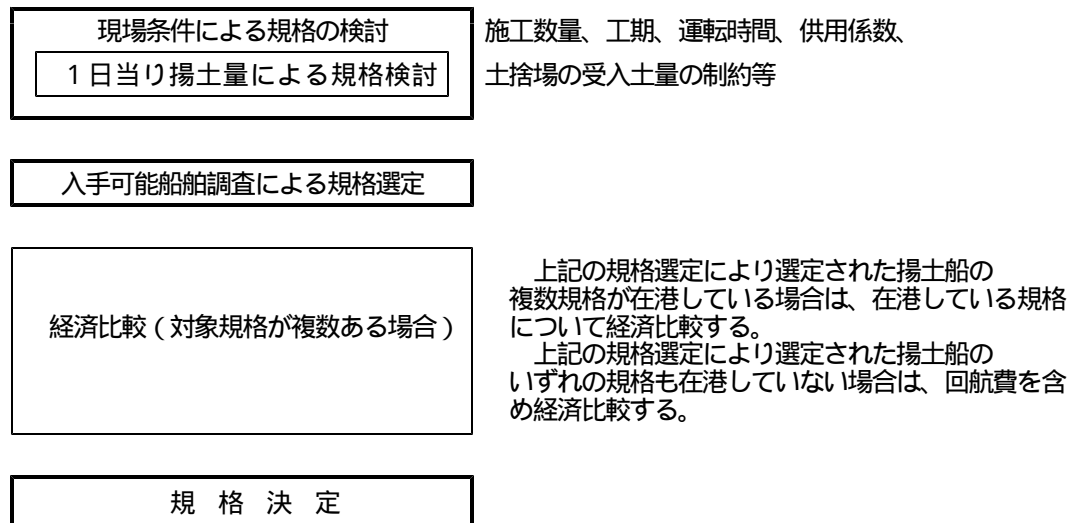 現場条件による規格の検討
施工数量、工期、運転時間、供用係数、
1日当り揚土量による規格検討
土捨場の受入土量の制約等
入手可能船舶調査による規格選定
経済比較(対象規格が複数ある場合)
上記の規格選定により選定された揚土船の
複数規格が在港している場合は、在港している規格
について経済比較する。
上記の規格選定により選定された揚土船の
いずれの規格も在港していない場合は、回航費を含
め経済比較する。
規 格 決 定